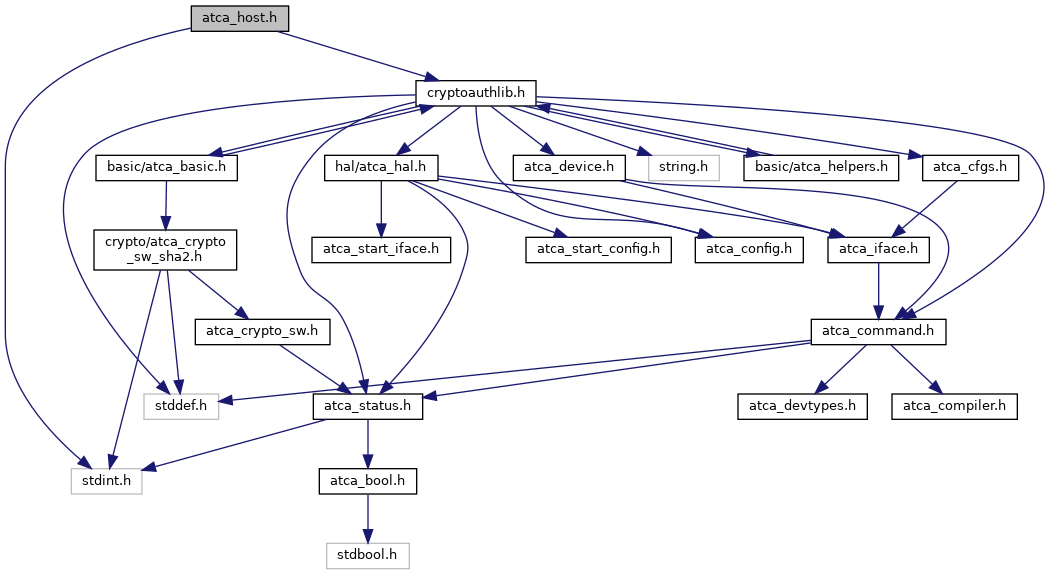 atca_host.h
cryptoauthlib.h
basic/atca_basic.h
hal/atca_hal.h
atca_device.h
string.h
basic/atca_helpers.h
atca_cfgs.h
crypto/atca_crypto
_sw_sha2.h
atca_start_iface.h
atca_start_config.h
atca_config.h
atca_iface.h
atca_crypto_sw.h
atca_command.h
stddef.h
atca_status.h
atca_devtypes.h
atca_compiler.h
stdint.h
atca_bool.h
stdbool.h